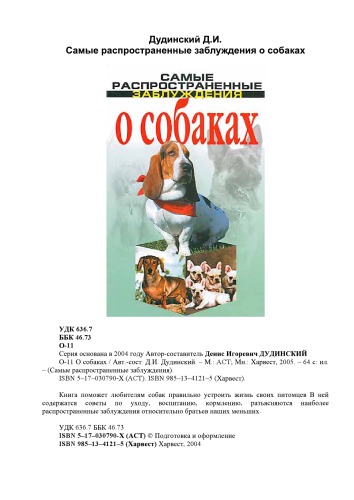 Дудинский Д.И.
Самые распространенные заблуждения о собаках
САМЫЕ
РАСПРОСТРАНЕННЫЕ
ЗАБЛУЖДЕНИЯ
О СОБАКАХ
УДК 636.7
ББК 46.73
О-11
Серия основана в 2004 году Автор-составитель Денис Игоревич ДУДИНСКИЙ
О-11 О собаках / Авт.-сост. Д.И. Дудинский. – М.: АСТ; Мн.: Харвест, 2005. – 64 с: ил.
– (Самые распространенные заблуждения).
ISBN 5–17–030790-X (АСТ). ISBN 985–13–4121–5 (Харвест).
Книга поможет любителям собак правильно устроить жизнь своих питомцев В ней
содержатся советы по уходу, воспитанию, кормлению, разъясняются наиболее
распространенные заблуждения относительно братьев наших меньших.
УДК 636.7 ББК 46.73
ISBN 5–17–030790-X (АСТ) © Подготовка и оформление
ISBN 985–13–4121–5 (Харвест) Харвест, 2004